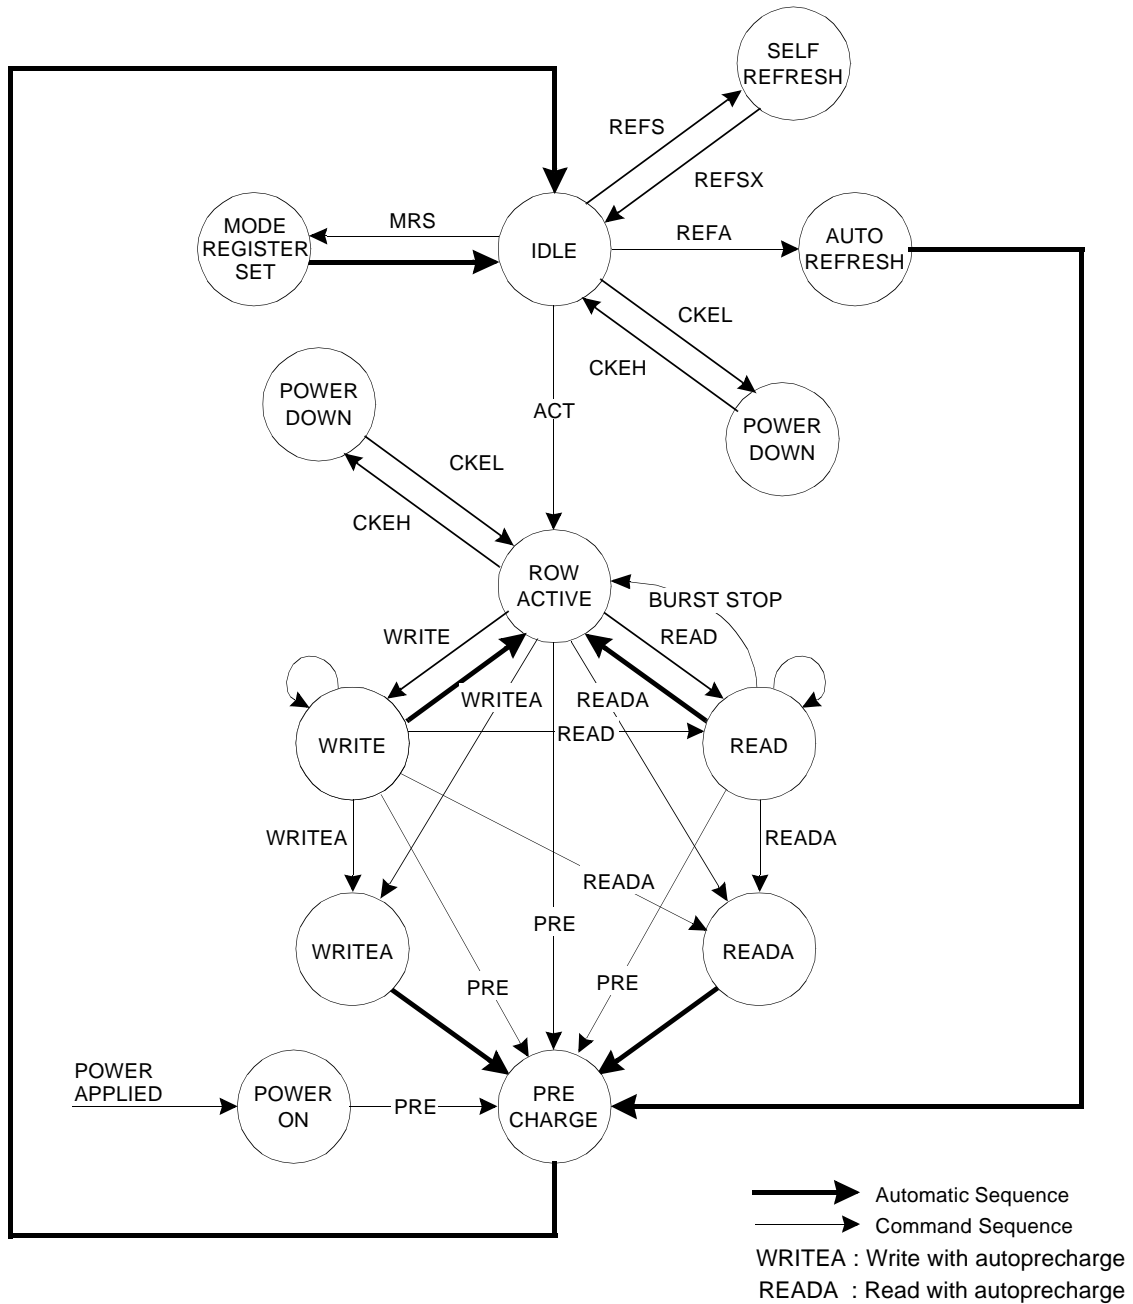 SELF
REFRESH
REFS
REFSX
MODE
REGISTER
SET
MRS
IDLE
REFA
AUTO
REFRESH
CKEL
CKEH
POWER
DOWN
ACT
POWER
DOWN
CKEL
CKEH
ROW
ACTIVE
BURST STOP
WRITE
READ
WRITEA
READA
WRITE
READ
READ
WRITEA
READA
READA
PRE
WRITEA
READA
PRE
PRE
POWER
APPLIED
POWER
ON
PRE
PRE
CHARGE
Automatic Sequence
Command Sequence
WRITEA : Write with autoprecharge
READA : Read with autoprecharge